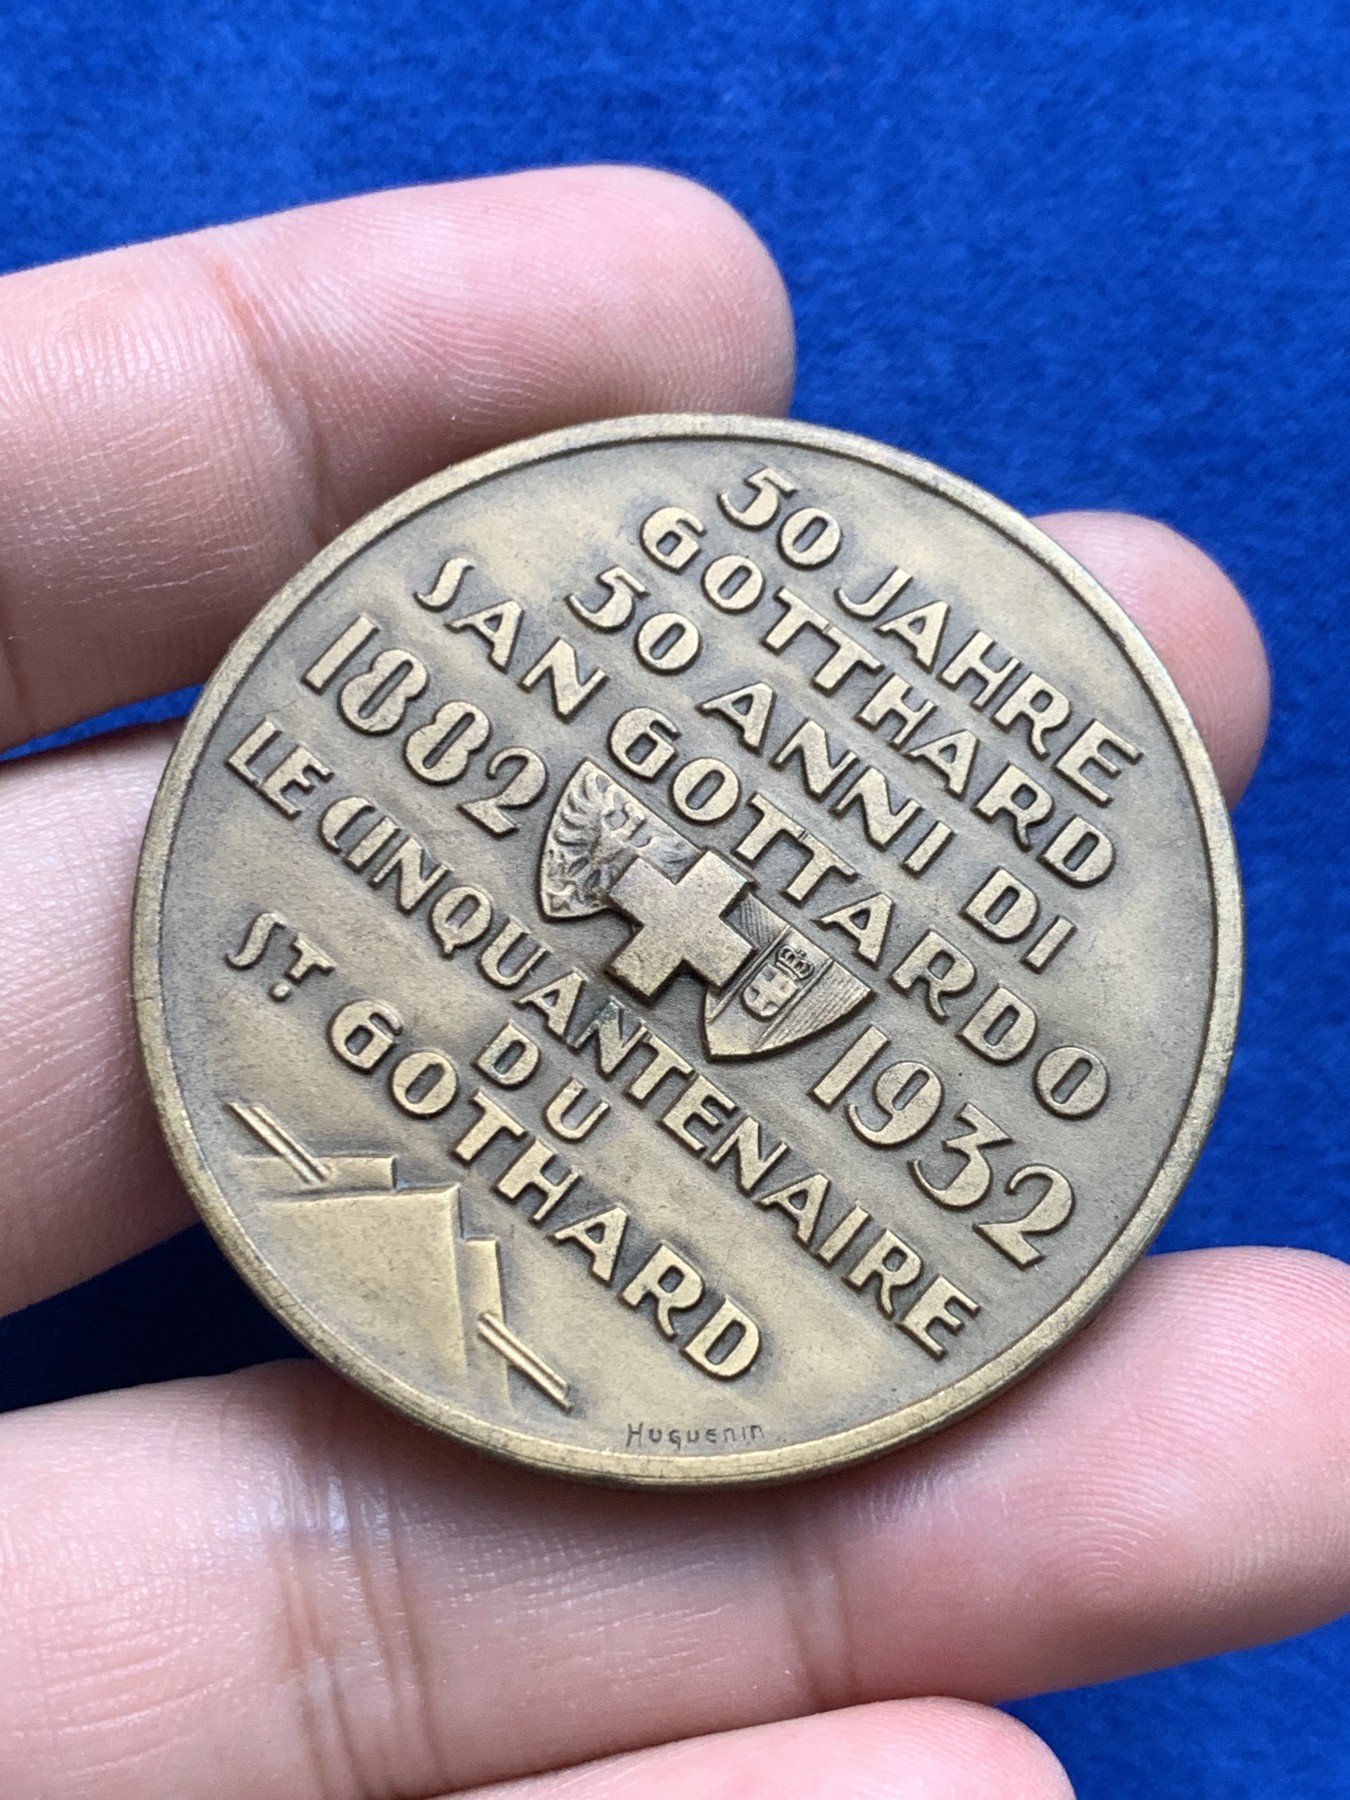 50 JAHRE
GOTTHARD
50 ANNI DI
SAN GOTTARDO
1882 1932
LE CINQUANTENAIRE
DU
ST. GOTHARD
HUGUENIN